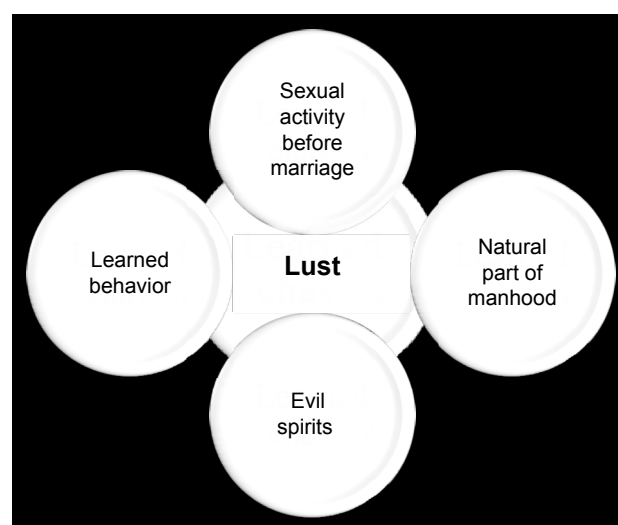 Sexual
activity
before
marriage
Learned
behavior
Lust
Natural
part of
manhood
Evil
spirits